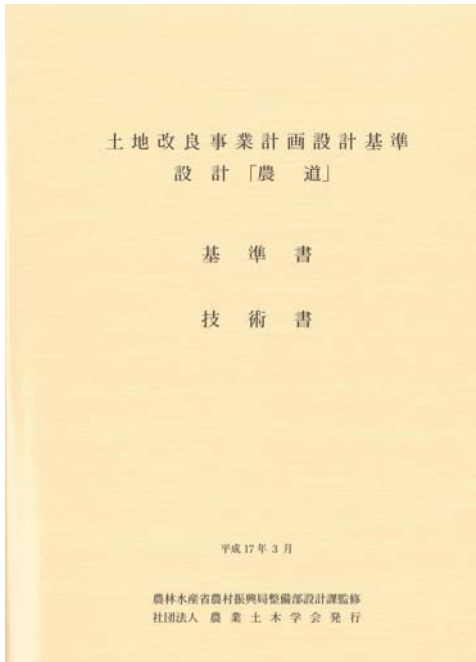 土地改良事業計画設計基準
設計「農 道」
基準書
技術書
平成17年3月
農林水産省農村振興局整備部設計課監修
社団法人 農業土木学会発行